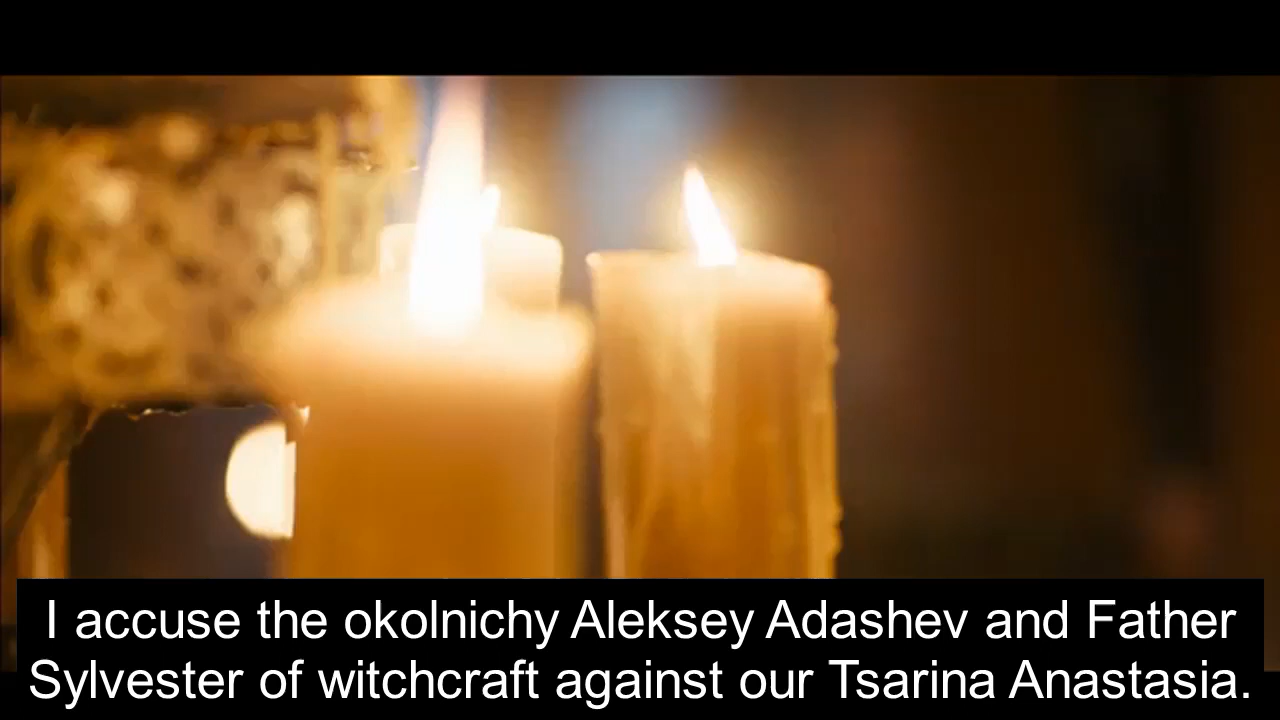 I accuse the okolnichy Aleksey Adashev and Father
Sylvester of witchcraft against our Tsarina Anastasia.